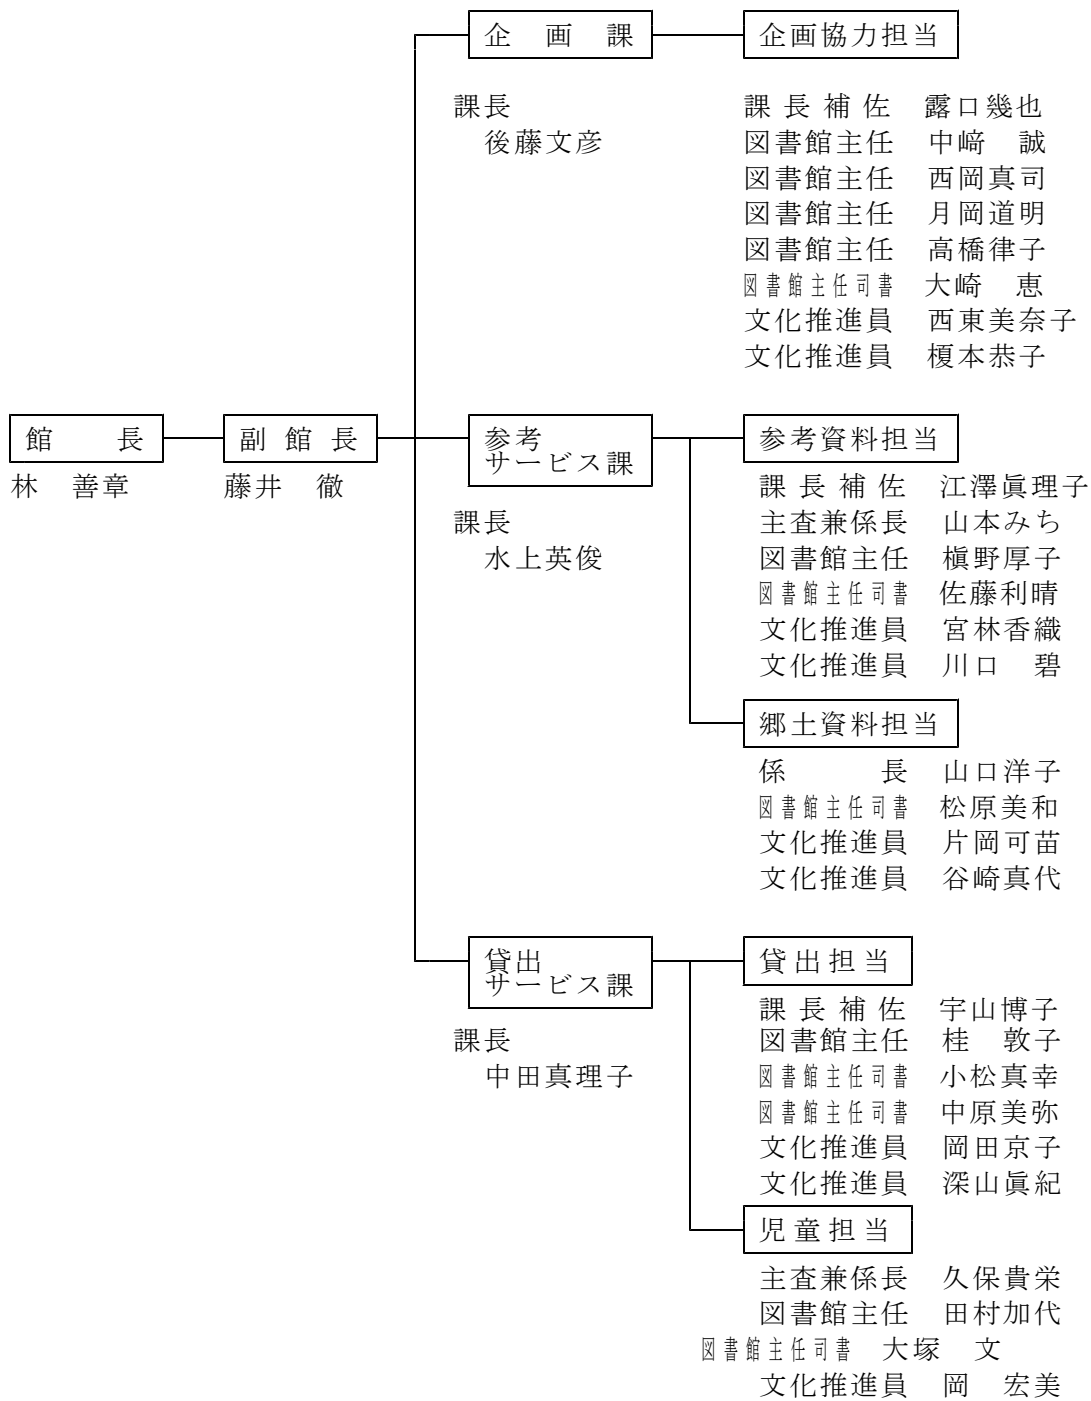 企　画　課
企画協力担当
課長
後藤文彦
課長補佐　露口幾也
図書館主任　中﨑　誠
図書館主任　西岡真司
図書館主任　月岡道明
図書館主任　高橋律子
図書館主任司書　大崎　恵
文化推進員　西東美奈子
文化推進員　榎本恭子
館　　長
林　善章
副館長
藤井　徹
参考
サービス課
課長
水上英俊
参考資料担当
課長補佐　江澤眞理子
主査兼係長　山本みち
図書館主任　槇野厚子
図書館主任司書　佐藤利晴
文化推進員　宮林香織
文化推進員　川口　碧
郷土資料担当
係　　　長　山口洋子
図書館主任司書　松原美和
文化推進員　片岡可苗
文化推進員　谷崎真代
貸出
サービス課
課長
中田真理子
貸出担当
課長補佐　宇山博子
図書館主任　桂　敦子
図書館主任司書　小松真幸
図書館主任司書　中原美弥
文化推進員　岡田京子
文化推進員　深山眞紀
児童担当
主査兼係長　久保貴栄
図書館主任　田村加代
図書館主任司書　大塚　文
文化推進員　岡　宏美